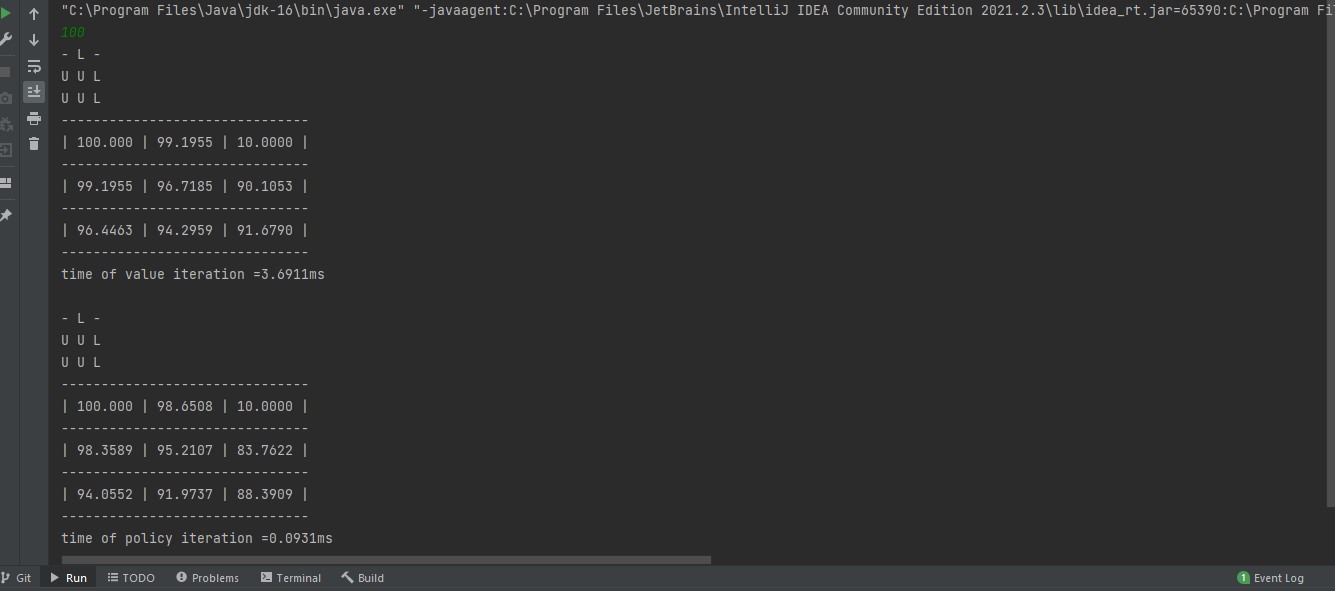 "C:\Program Files\Java\jdk-16\bin\java.exe" "-javaagent:C:\Program Files\JetBrains\IntelliJ IDEA Community Edition 2021.2.3\lib\idea_rt.jar=65390:C:\Program Fi
100
- L -
U U L
U U L
-------------------------------
| 100.000 | 99.1955 | 10.0000 |
-------------------------------
| 99.1955 | 96.7185 | 90.1053 |
-------------------------------
| 96.4463 | 94.2959 | 91.6790 |
-------------------------------
time of value iteration =3.6911ms
- L -
U U L
U U L
-------------------------------
| 100.000 | 98.6508 | 10.0000 |
-------------------------------
| 98.3589 | 95.2107 | 83.7622 |
-------------------------------
| 94.0552 | 91.9737 | 88.3909 |
-------------------------------
time of policy iteration =0.0931ms
Git Run TODO Problems Terminal Build 1 Event Log